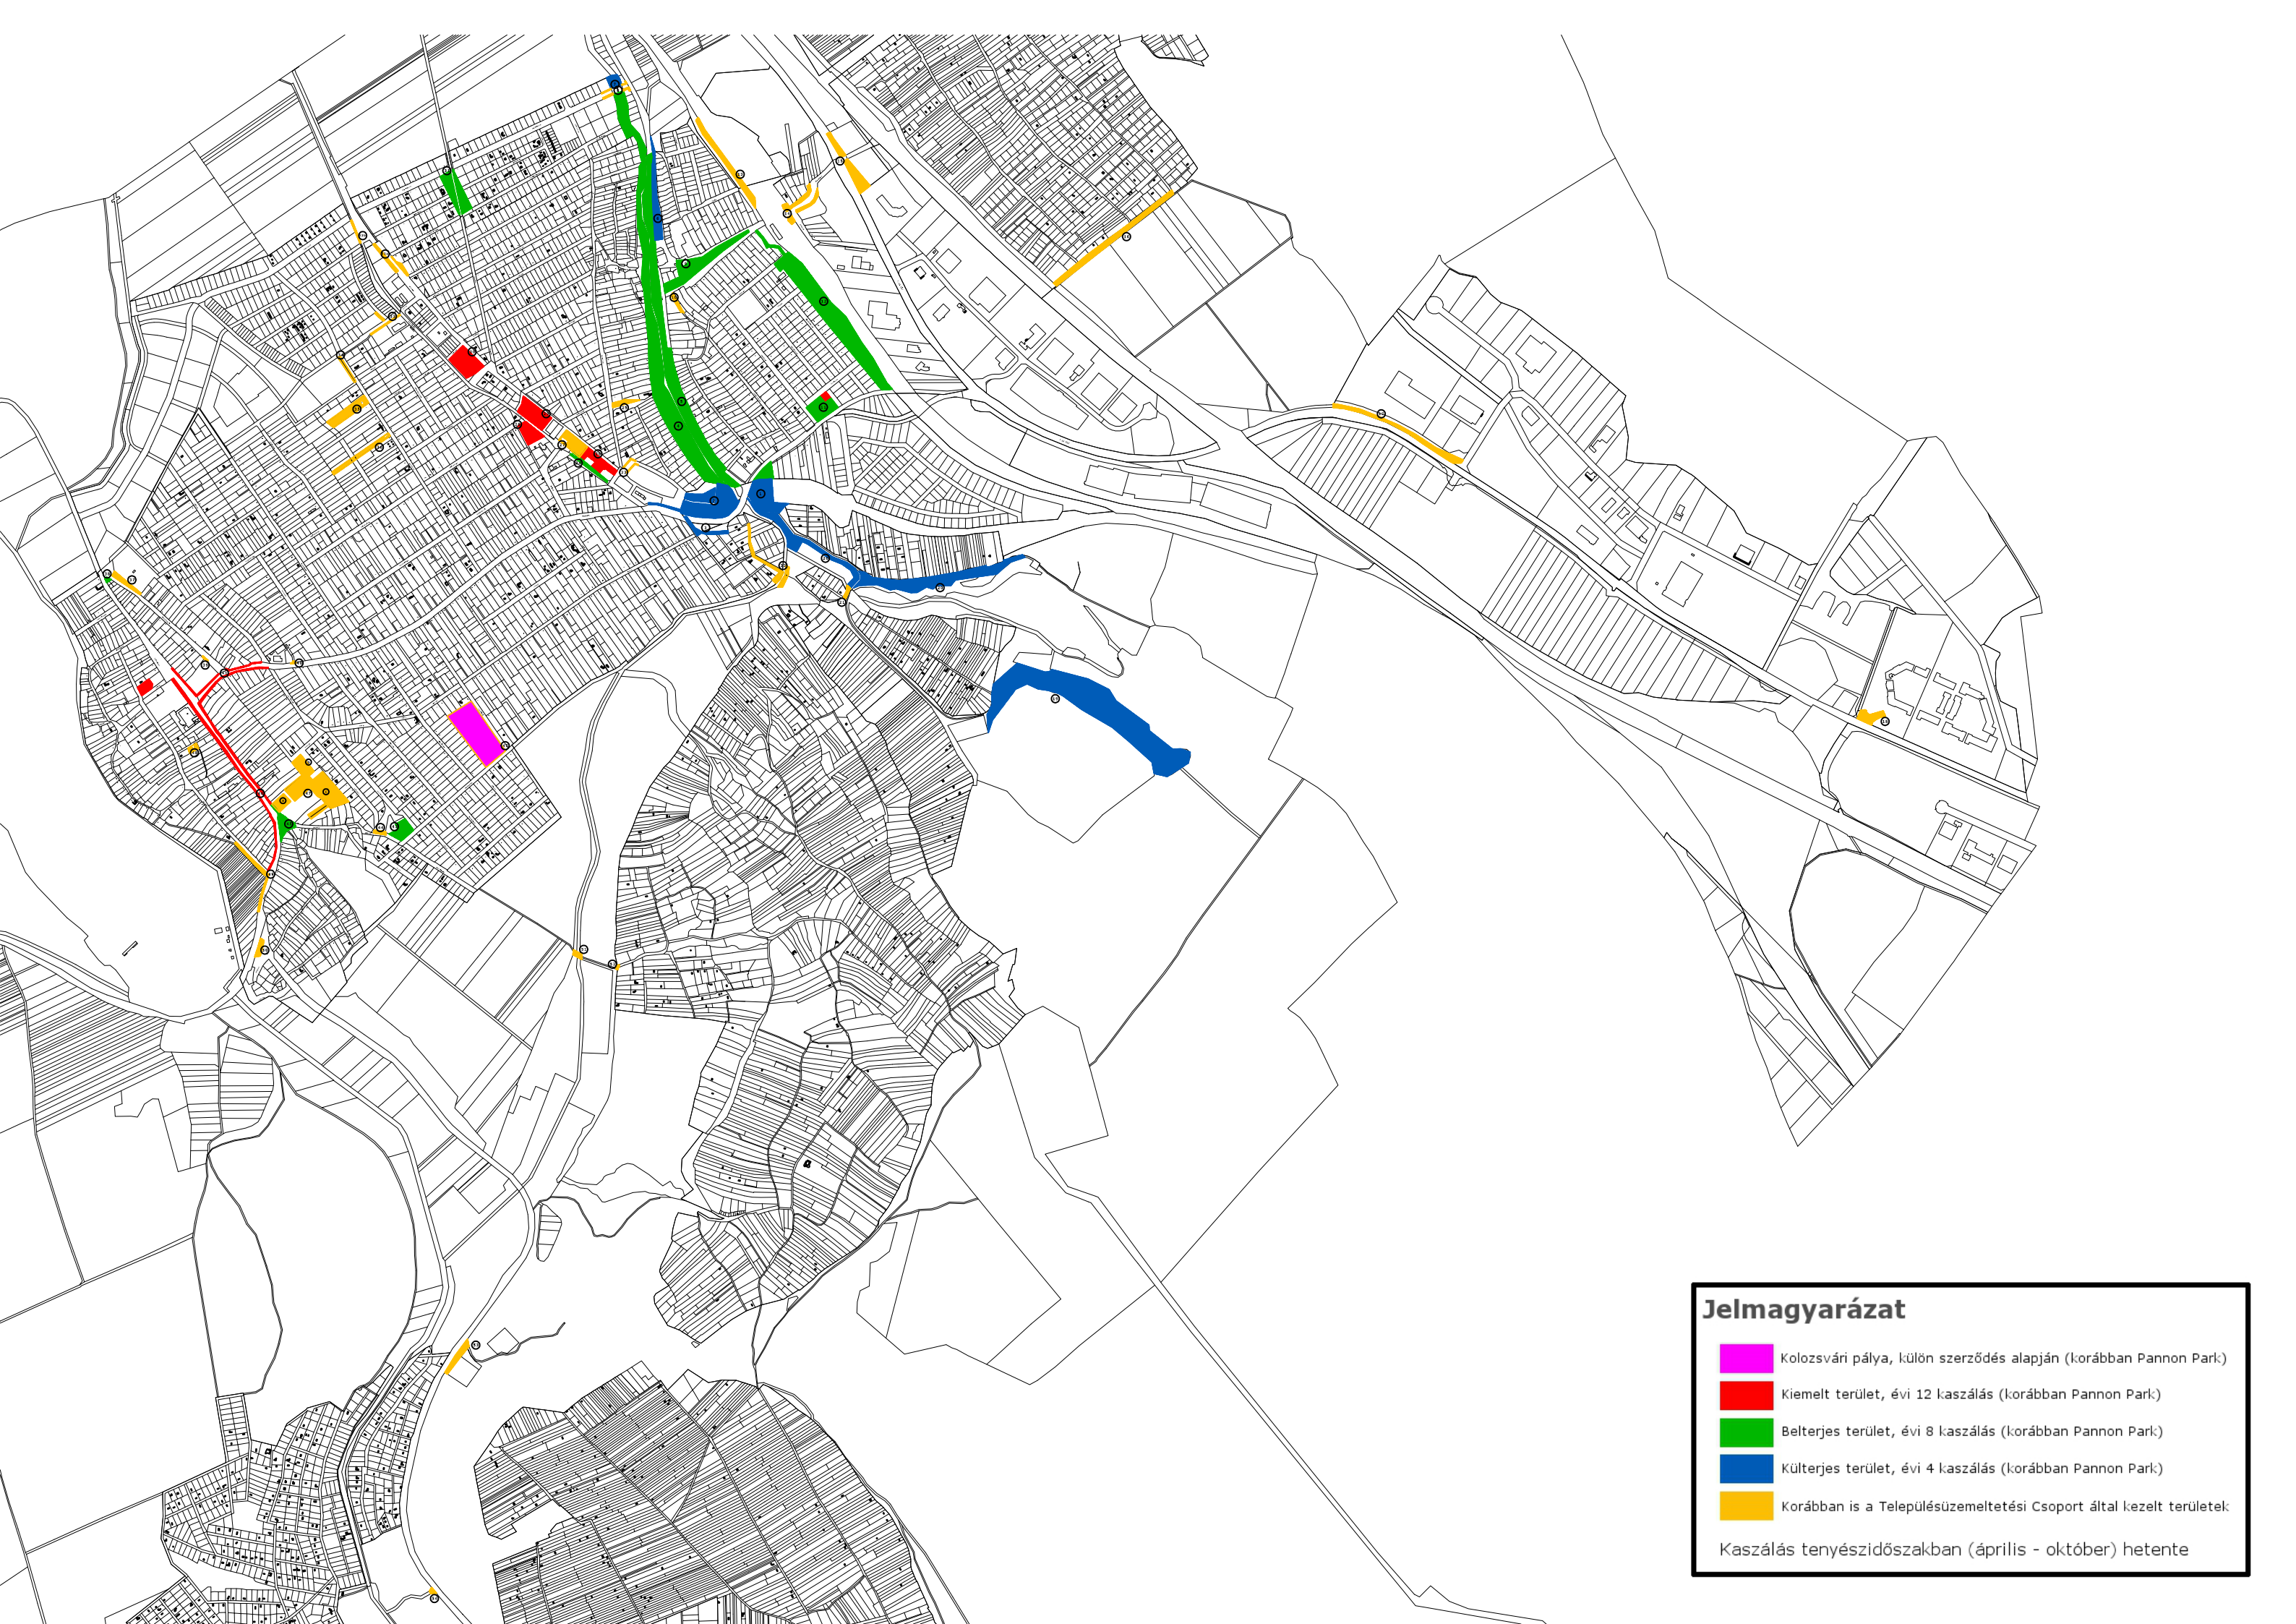 Jelmagyarázat
Kolozsvári pálya, külön szerződés alapján (korábban Pannon Park)
Kiemelt terület, évi 12 kaszálás (korábban Pannon Park)
Belterjes terület, évi 8 kaszálás (korábban Pannon Park)
Külterjes terület, évi 4 kaszálás (korábban Pannon Park)
Korábban is a Településüzemeltetési Csoport által kezelt területek
Kaszálás tenyészidőszakban (április - október) hetente